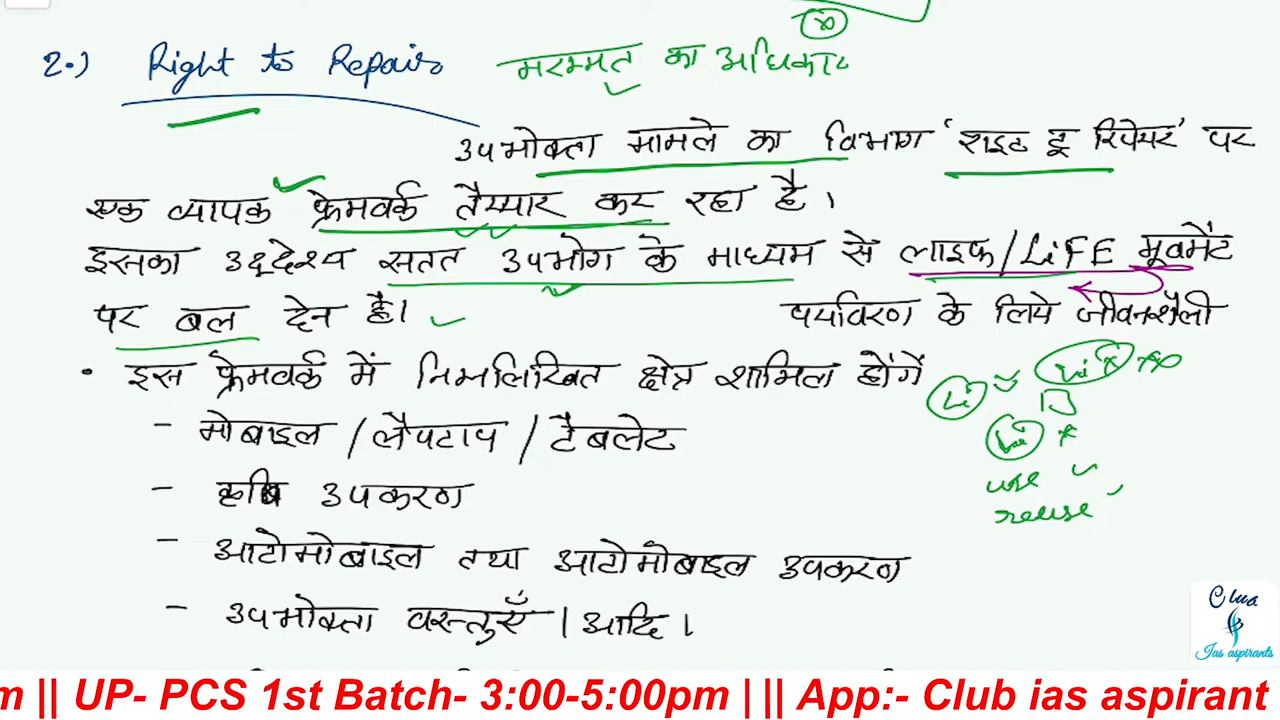 2.) Right to Repair मरम्मत का अधिकार
उपभोक्ता मामले का विभाग 'राइट टू रिपेयर' पर
एक व्यापक फ्रेमवर्क तैय्यार कर रहा है।
इसका उद्देश्य सतत उपभोग के माध्यम से लाइफ/LiFE मूवमेंट
पर बल देन है। पर्यावरण के लिये जीवनशैली
• इस फ्रेमवर्क में निम्नलिखित क्षेत्र शामिल होंगें
- मोबाइल / लैपटाप / टैबलेट
- कृषि उपकरण
- आटोमोबाइल तथा आटोमोबाइल उपकरण
- उपभोक्ता वस्तुएँ । आदि ।
Li
use
reuse
Club
Ias aspirants
m || UP- PCS 1st Batch- 3:00-5:00pm | || App:- Club ias aspirant